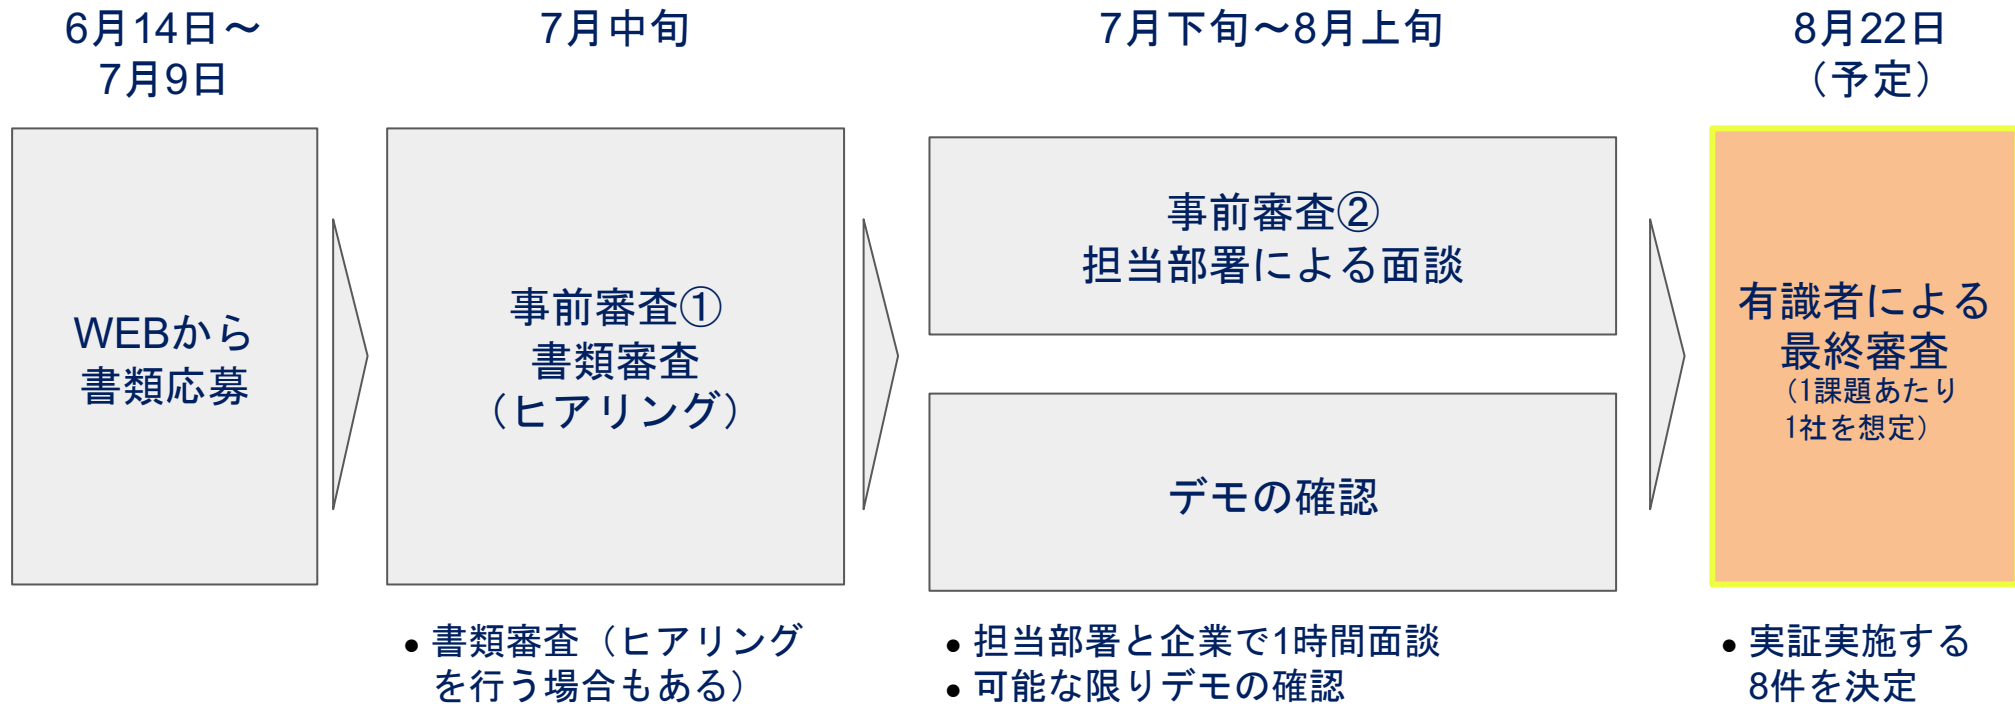 6月14日～
7月9日
7月中旬
7月下旬～8月上旬
8月22日
（予定）
WEBから
書類応募
事前審査①
書類審査
（ヒアリング）
事前審査②
担当部署による面談
デモの確認
有識者による
最終審査
（1課題あたり
1社を想定）
• 書類審査（ヒアリング
を行う場合もある）
• 担当部署と企業で1時間面談
• 可能な限りデモの確認
• 実証実施する
8件を決定